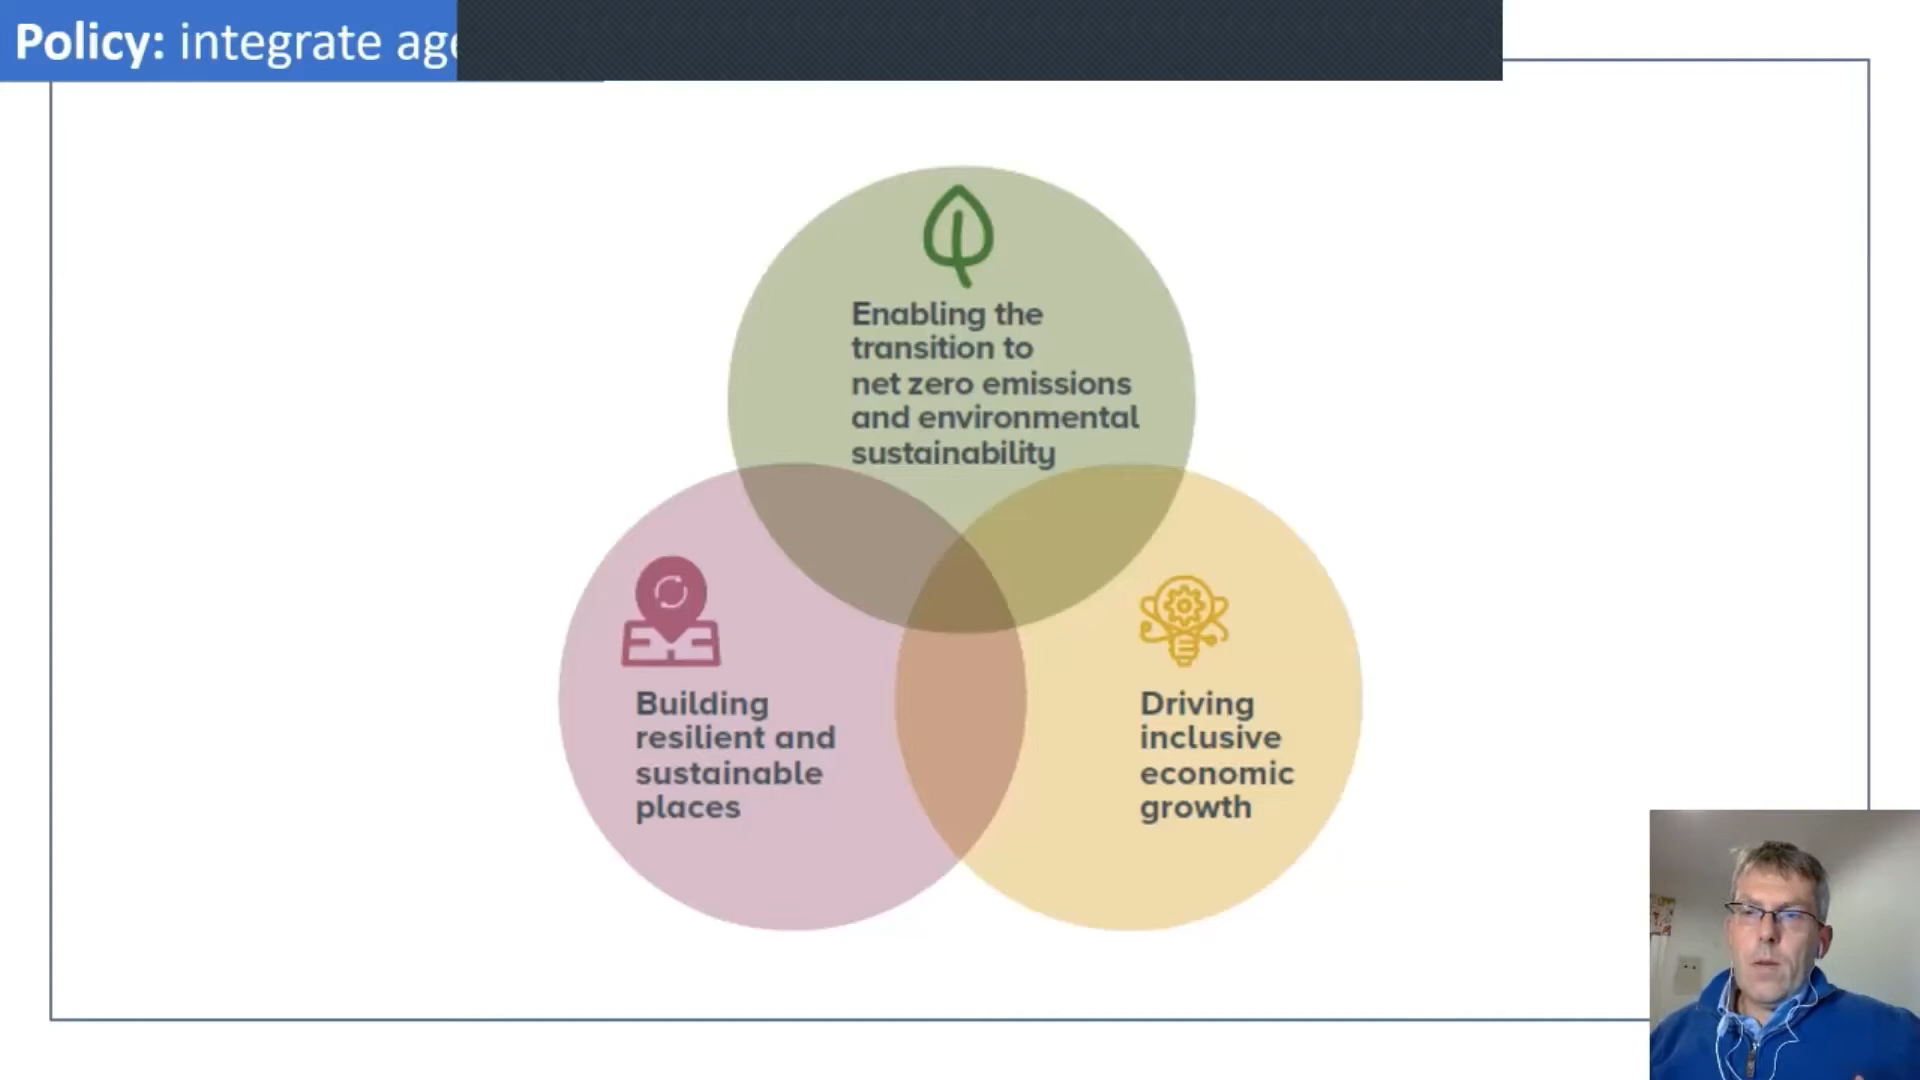 Policy: integrate
Enabling the
transition to
net zero emissions
and environmental
sustainability
Building
resilient and
sustainable
places
Driving
inclusive
economic
growth